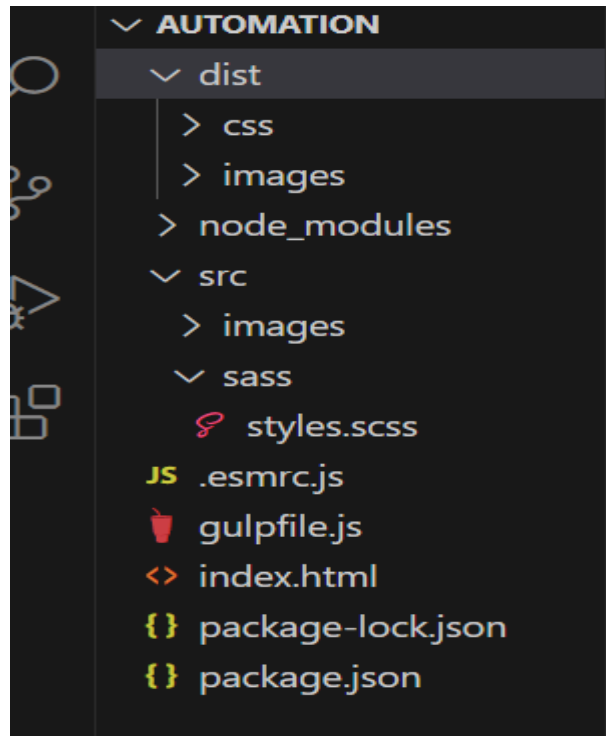 AUTOMATION
dist
css
images
node_modules
src
images
sass
styles.scss
JS .esmrc.js
gulpfile.js
<> index.html
{} package-lock.json
{} package.json